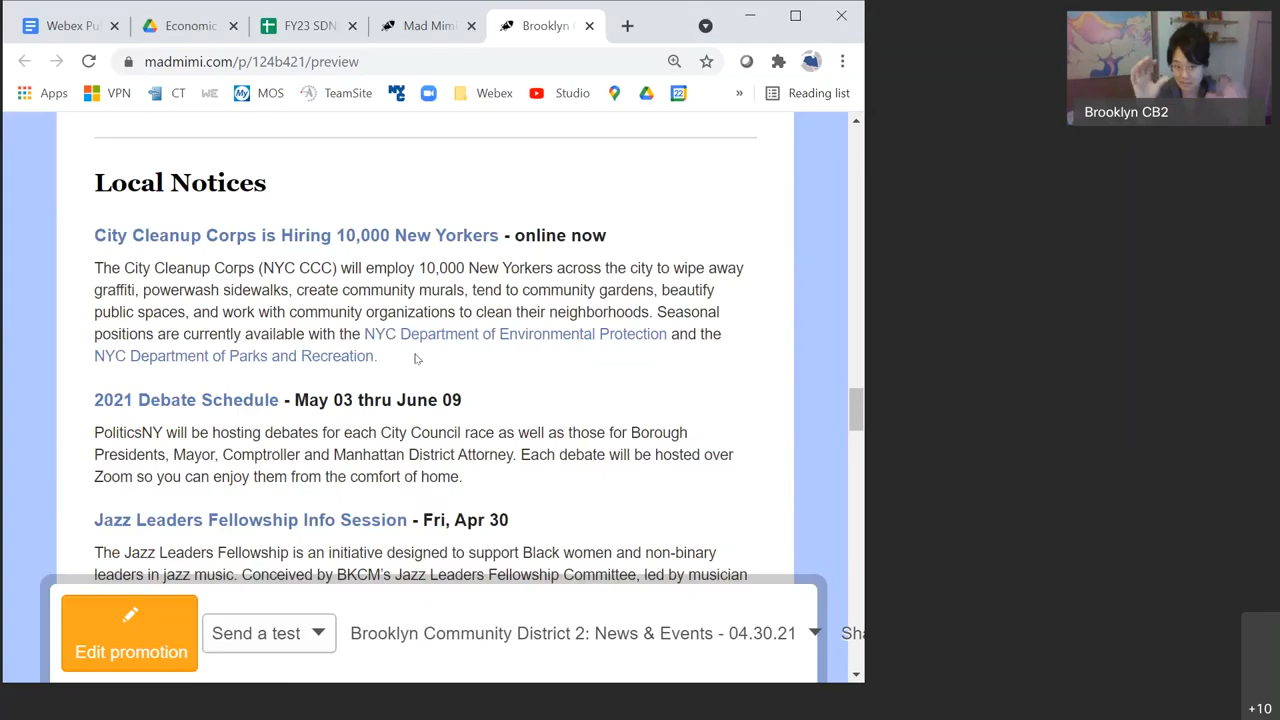 Webex Pu
Economic
FY23 SDN
Mad Mimi
Brooklyn
madmimi.com/p/124b421/preview
Apps
VPN
CT
WE
My
MOS
TeamSite
NYC
Webex
Studio
22
»
Reading list
Brooklyn CB2
Local Notices
City Cleanup Corps is Hiring 10,000 New Yorkers - online now
The City Cleanup Corps (NYC CCC) will employ 10,000 New Yorkers across the city to wipe away
graffiti, powerwash sidewalks, create community murals, tend to community gardens, beautify
public spaces, and work with community organizations to clean their neighborhoods. Seasonal
positions are currently available with the NYC Department of Environmental Protection and the
NYC Department of Parks and Recreation.
2021 Debate Schedule - May 03 thru June 09
PoliticsNY will be hosting debates for each City Council race as well as those for Borough
Presidents, Mayor, Comptroller and Manhattan District Attorney. Each debate will be hosted over
Zoom so you can enjoy them from the comfort of home.
Jazz Leaders Fellowship Info Session - Fri, Apr 30
The Jazz Leaders Fellowship is an initiative designed to support Black women and non-binary
leaders in jazz music. Conceived by BKCM's Jazz Leaders Fellowship Committee, led by musician
Edit promotion
Send a test
Brooklyn Community District 2: News & Events - 04.30.21
Sha
+10